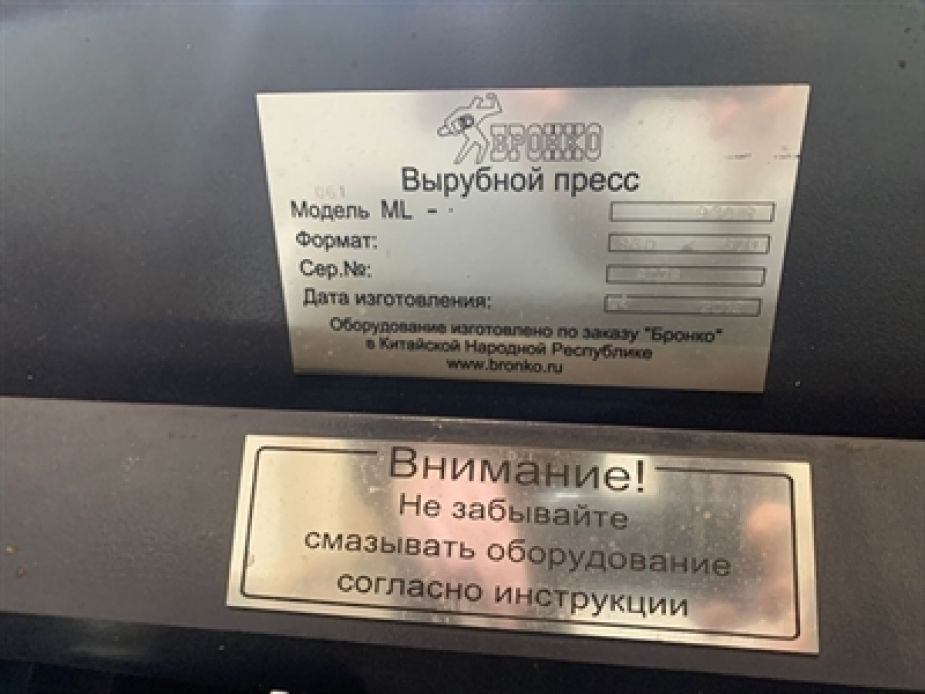 БРОНКО
Вырубной пресс
061
Модель ML -
Формат:
Сер.№:
Дата изготовления:
Оборудование изготовлено по заказу "Бронко"
в Китайской Народной Республике
www.bronko.ru
Внимание!
Не забывайте
смазывать оборудование
согласно инструкции